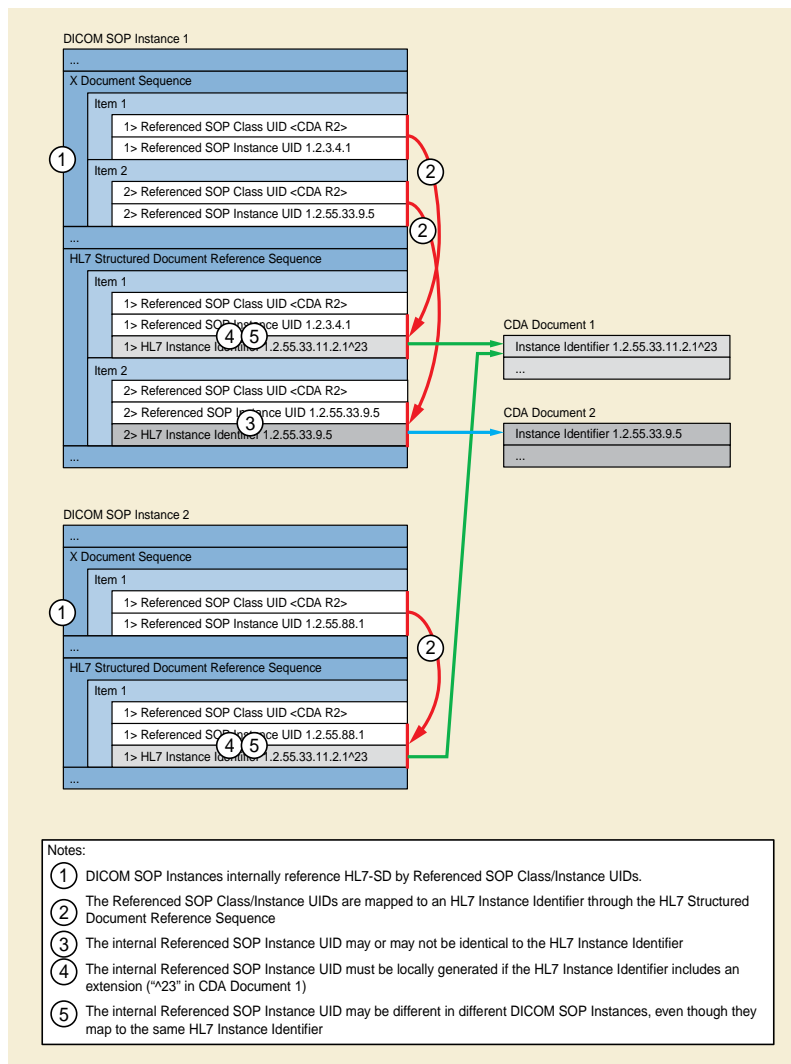 DICOM SOP Instance 1
...
X Document Sequence
Item 1
1> Referenced SOP Class UID <CDA R2>
1> Referenced SOP Instance UID 1.2.3.4.1
1
Item 2
2
2> Referenced SOP Class UID <CDA R2>
2> Referenced SOP Instance UID 1.2.55.33.9.5
2
...
HL7 Structured Document Reference Sequence
Item 1
1> Referenced SOP Class UID <CDA R2>
1> Referenced SOP Instance UID 1.2.3.4.1
4 5
1> HL7 Instance Identifier 1.2.55.33.11.2.1^23
Item 2
2> Referenced SOP Class UID <CDA R2>
2> Referenced SOP Instance UID 1.2.55.33.9.5
3
2> HL7 Instance Identifier 1.2.55.33.9.5
...
CDA Document 1
Instance Identifier 1.2.55.33.11.2.1^23
...
CDA Document 2
Instance Identifier 1.2.55.33.9.5
...
DICOM SOP Instance 2
...
X Document Sequence
Item 1
1> Referenced SOP Class UID <CDA R2>
1
1> Referenced SOP Instance UID 1.2.55.88.1
...
2
HL7 Structured Document Reference Sequence
Item 1
1> Referenced SOP Class UID <CDA R2>
1> Referenced SOP Instance UID 1.2.55.88.1
4 5
1> HL7 Instance Identifier 1.2.55.33.11.2.1^23
...
Notes:
1 DICOM SOP Instances internally reference HL7-SD by Referenced SOP Class/Instance UIDs.
2 The Referenced SOP Class/Instance UIDs are mapped to an HL7 Instance Identifier through the HL7 Structured
Document Reference Sequence
3 The internal Referenced SOP Instance UID may or may not be identical to the HL7 Instance Identifier
4 The internal Referenced SOP Instance UID must be locally generated if the HL7 Instance Identifier includes an
extension (“^23” in CDA Document 1)
5 The internal Referenced SOP Instance UID may be different in different DICOM SOP Instances, even though they
map to the same HL7 Instance Identifier